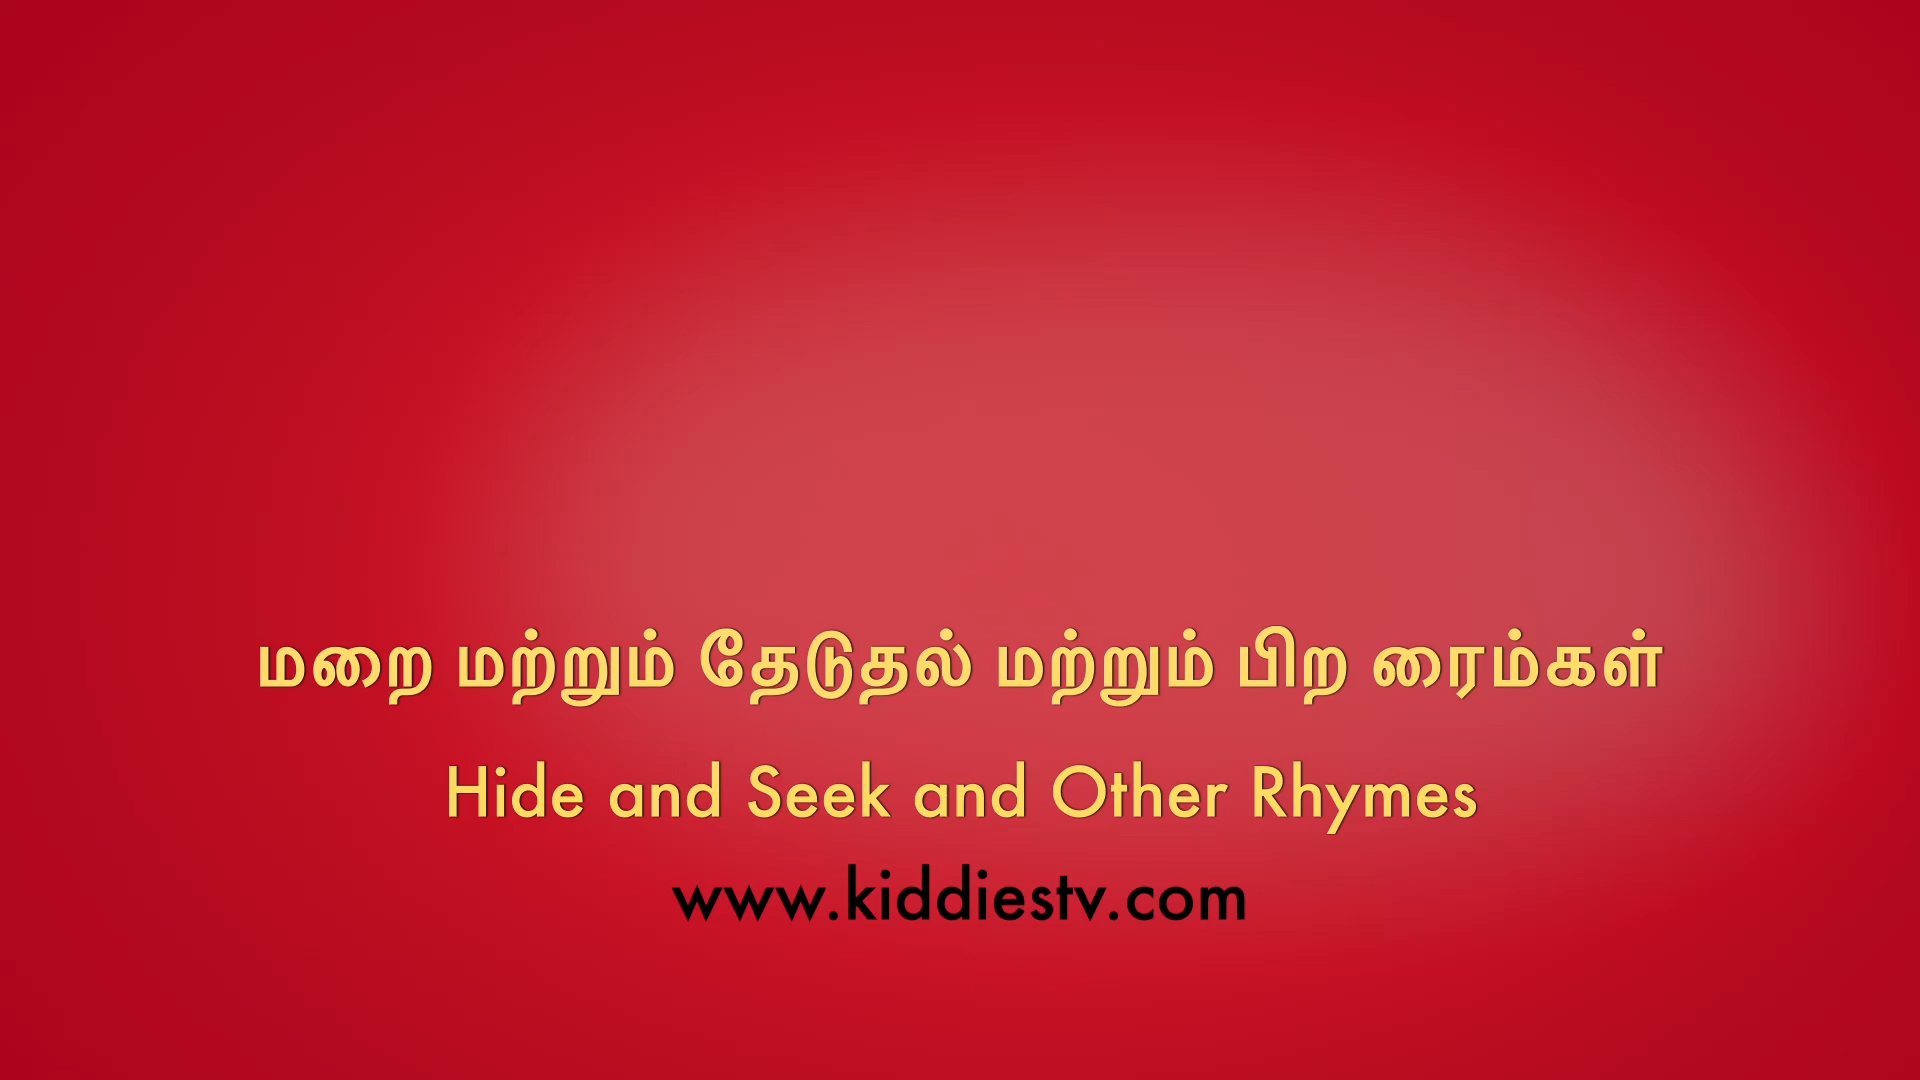 மறை மற்றும் தேடுதல் மற்றும் பிற ரைம்கள்
Hide and Seek and Other Rhymes
www.kiddiestv.com